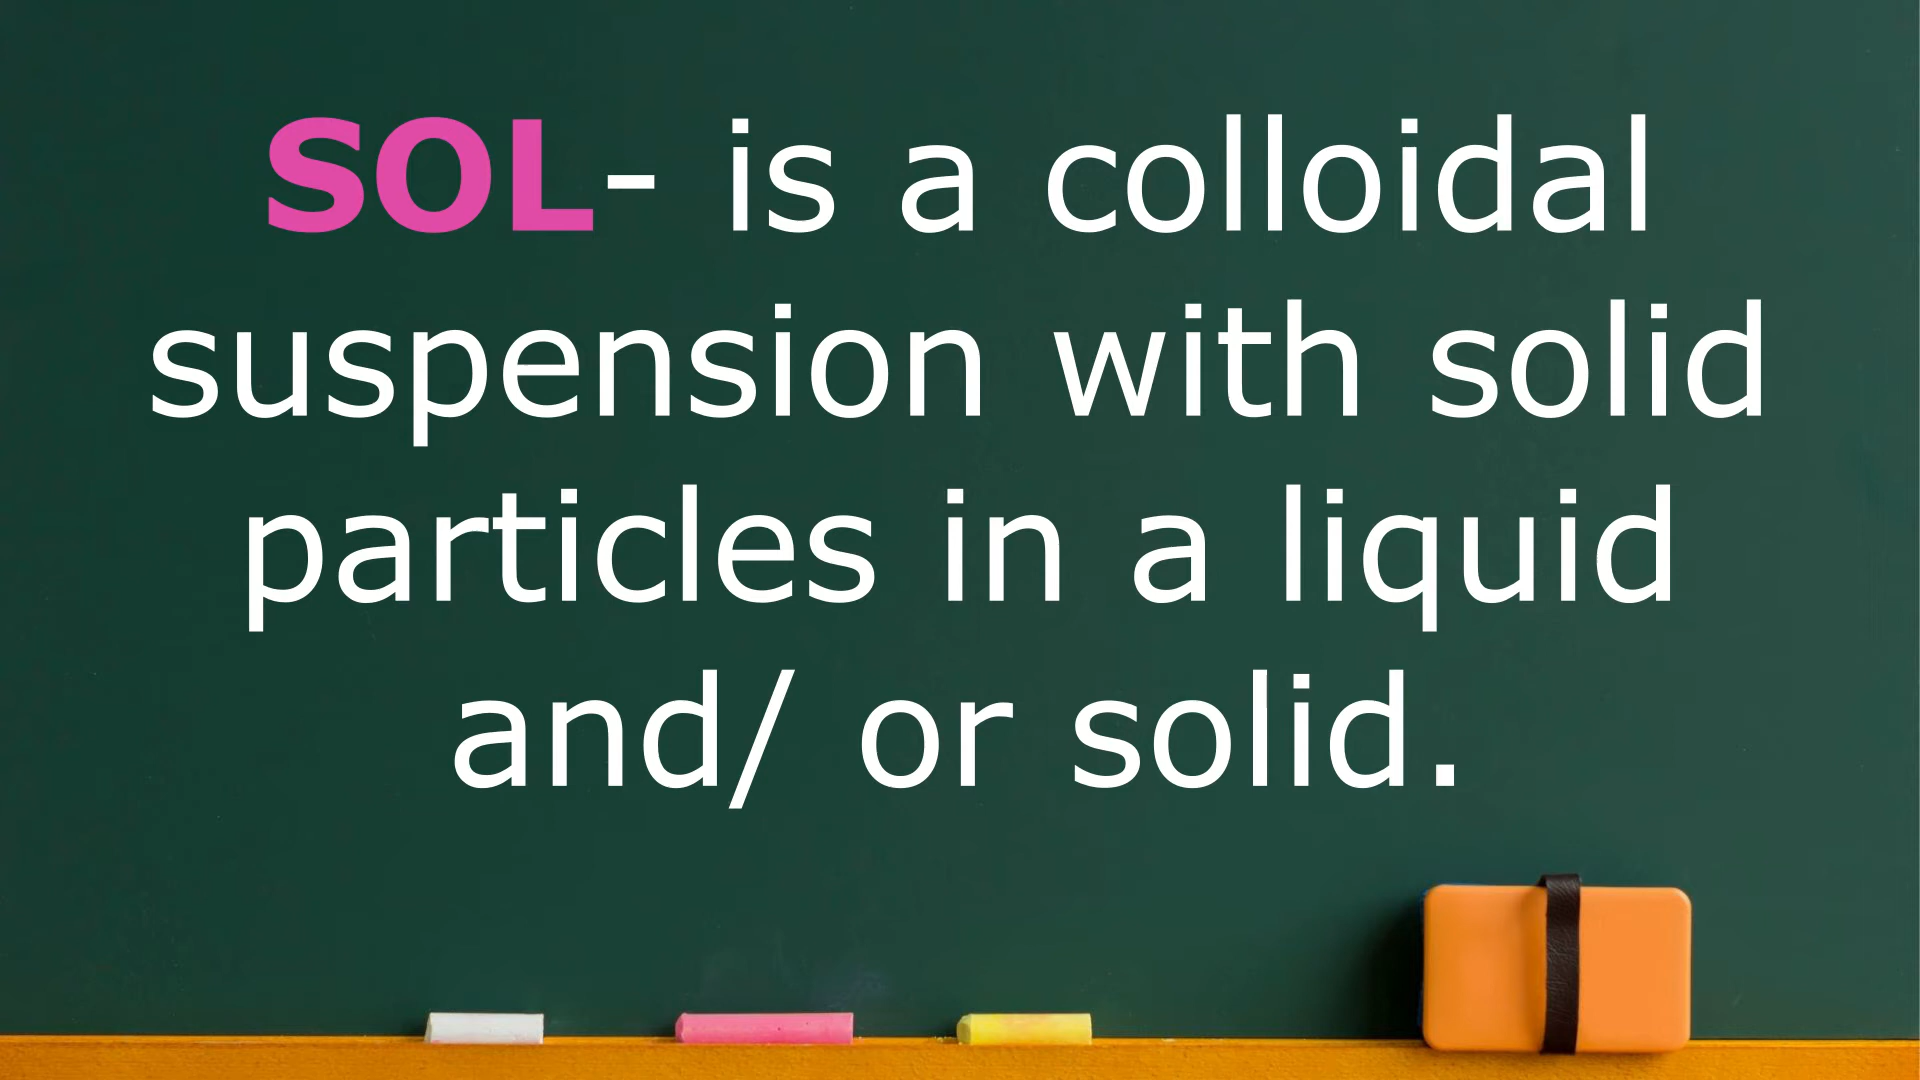 SOL- is a colloidal
suspension with solid
particles in a liquid
and/ or solid.